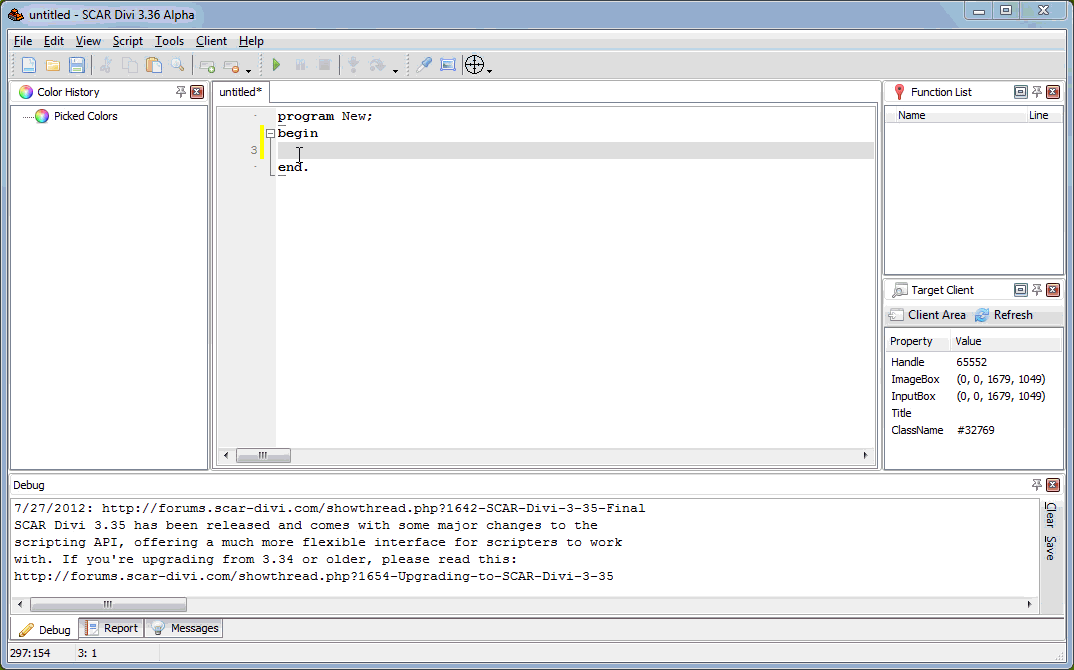 untitled - SCAR Divi 3.36 Alpha
File Edit View Script Tools Client Help
Color History
Picked Colors
untitled*
program New;
begin
3
end.
Function List
Name Line
Target Client
Client Area Refresh
Property Value
Handle 65552
ImageBox (0, 0, 1679, 1049)
InputBox (0, 0, 1679, 1049)
Title
ClassName #32769
Debug
7/27/2012: http://forums.scar-divi.com/showthread.php?1642-SCAR-Divi-3-35-Final
SCAR Divi 3.35 has been released and comes with some major changes to the
scripting API, offering a much more flexible interface for scripters to work
with. If you're upgrading from 3.34 or older, please read this:
http://forums.scar-divi.com/showthread.php?1654-Upgrading-to-SCAR-Divi-3-35
Clear Save
Debug Report Messages
297:154 3: 1